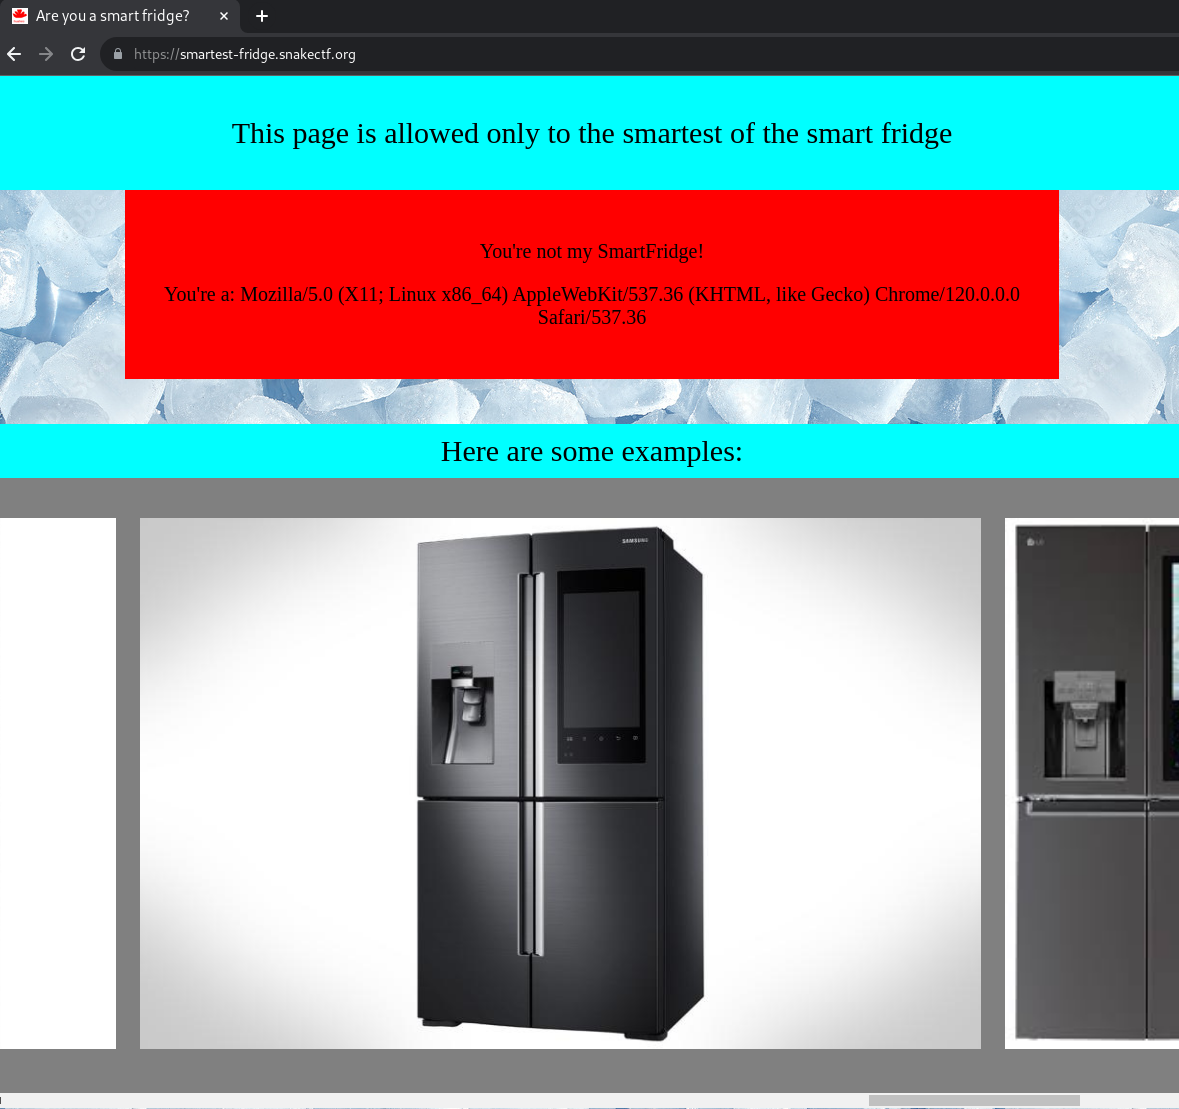 Are you a smart fridge?
https://smartest-fridge.snakectf.org
This page is allowed only to the smartest of the smart fridge
You're not my SmartFridge!
You're a: Mozilla/5.0 (X11; Linux x86_64) AppleWebKit/537.36 (KHTML, like Gecko) Chrome/120.0.0.0
Safari/537.36
Here are some examples:
SAMSUNG
LG